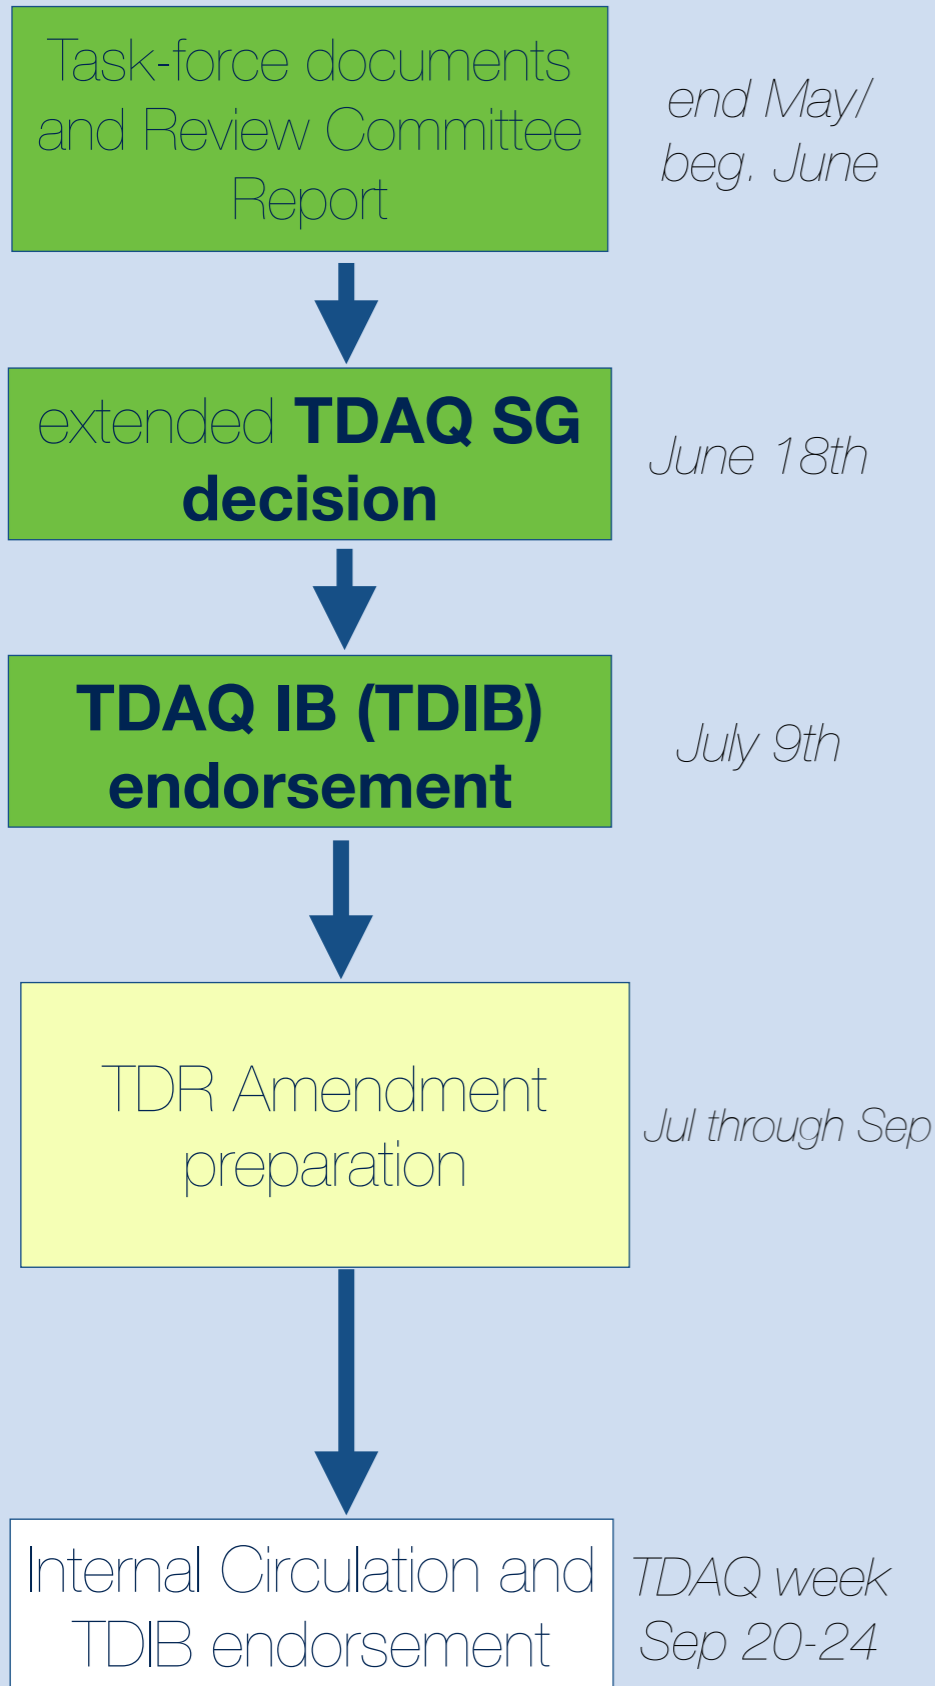 Task-force documents
and Review Committee
Report
end May/
beg. June
extended TDAQ SG
decision
June 18th
TDAQ IB (TDIB)
endorsement
July 9th
TDR Amendment
preparation
Jul through Sep
Internal Circulation and
TDIB endorsement
TDAQ week
Sep 20-24